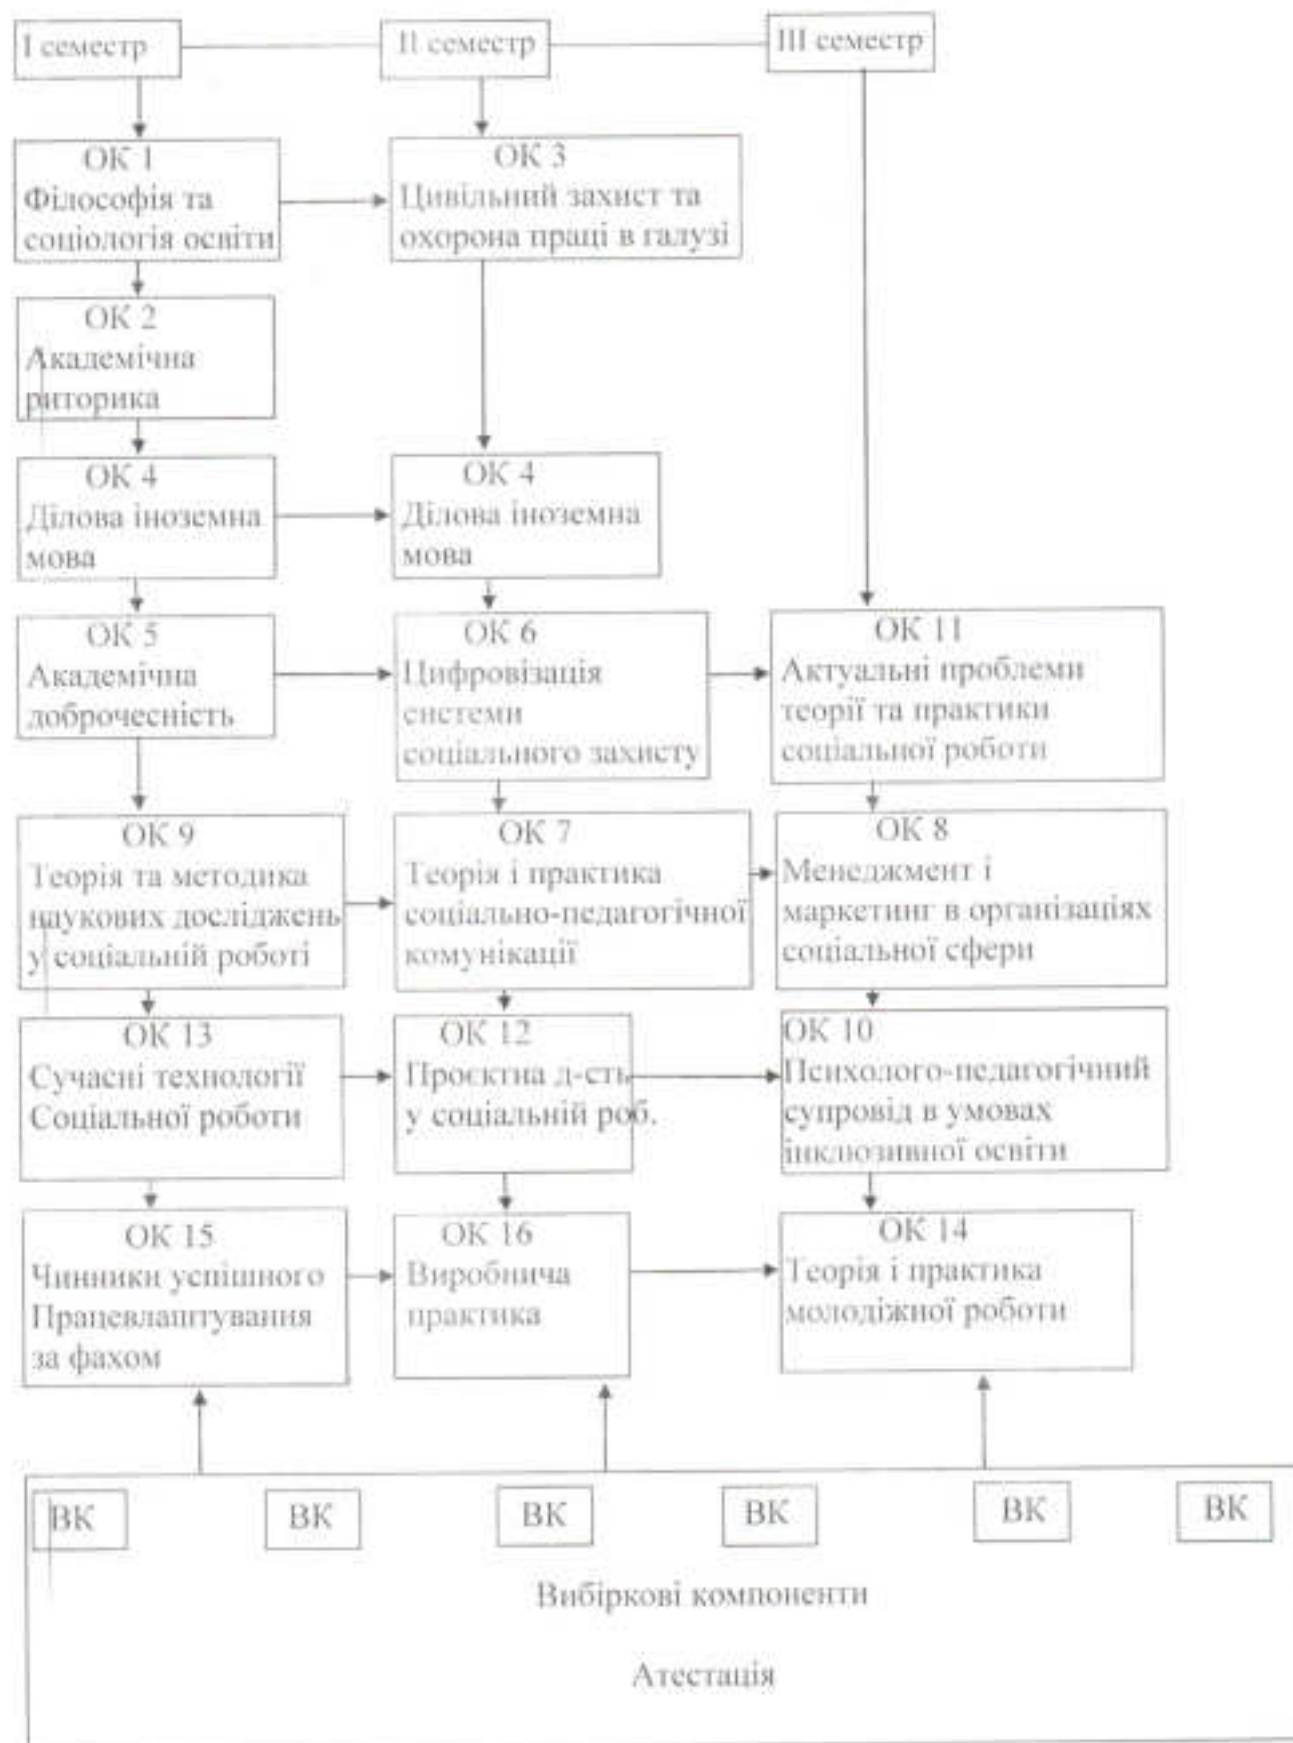 I семестр
II семестр
III семестр
ОК 1
Філософія та
соціологія освіти
ОК 3
Цивільний захист та
охорона праці в галузі
ОК 2
Академічна
риторика
ОК 4
Ділова іноземна
мова
ОК 4
Ділова іноземна
мова
ОК 5
Академічна
доброчесність
ОК 6
Цифровізація
системи
соціального захисту
ОК 11
Актуальні проблеми
теорії та практики
соціальної роботи
ОК 9
Теорія та методика
наукових досліджень
у соціальній роботі
ОК 7
Теорія і практика
соціально-педагогічної
комунікації
ОК 8
Менеджмент і
маркетинг в організаціях
соціальної сфери
ОК 13
Сучасні технології
Соціальної роботи
ОК 12
Проєктна д-сть
у соціальній роб.
ОК 10
Психолого-педагогічний
супровід в умовах
інклюзивної освіти
ОК 15
Чинники успішного
Працевлаштування
за фахом
ОК 16
Виробнича
практика
ОК 14
Теорія і практика
молодіжної роботи
ВК
ВК
ВК
ВК
ВК
ВК
Вибіркові компоненти
Атестація